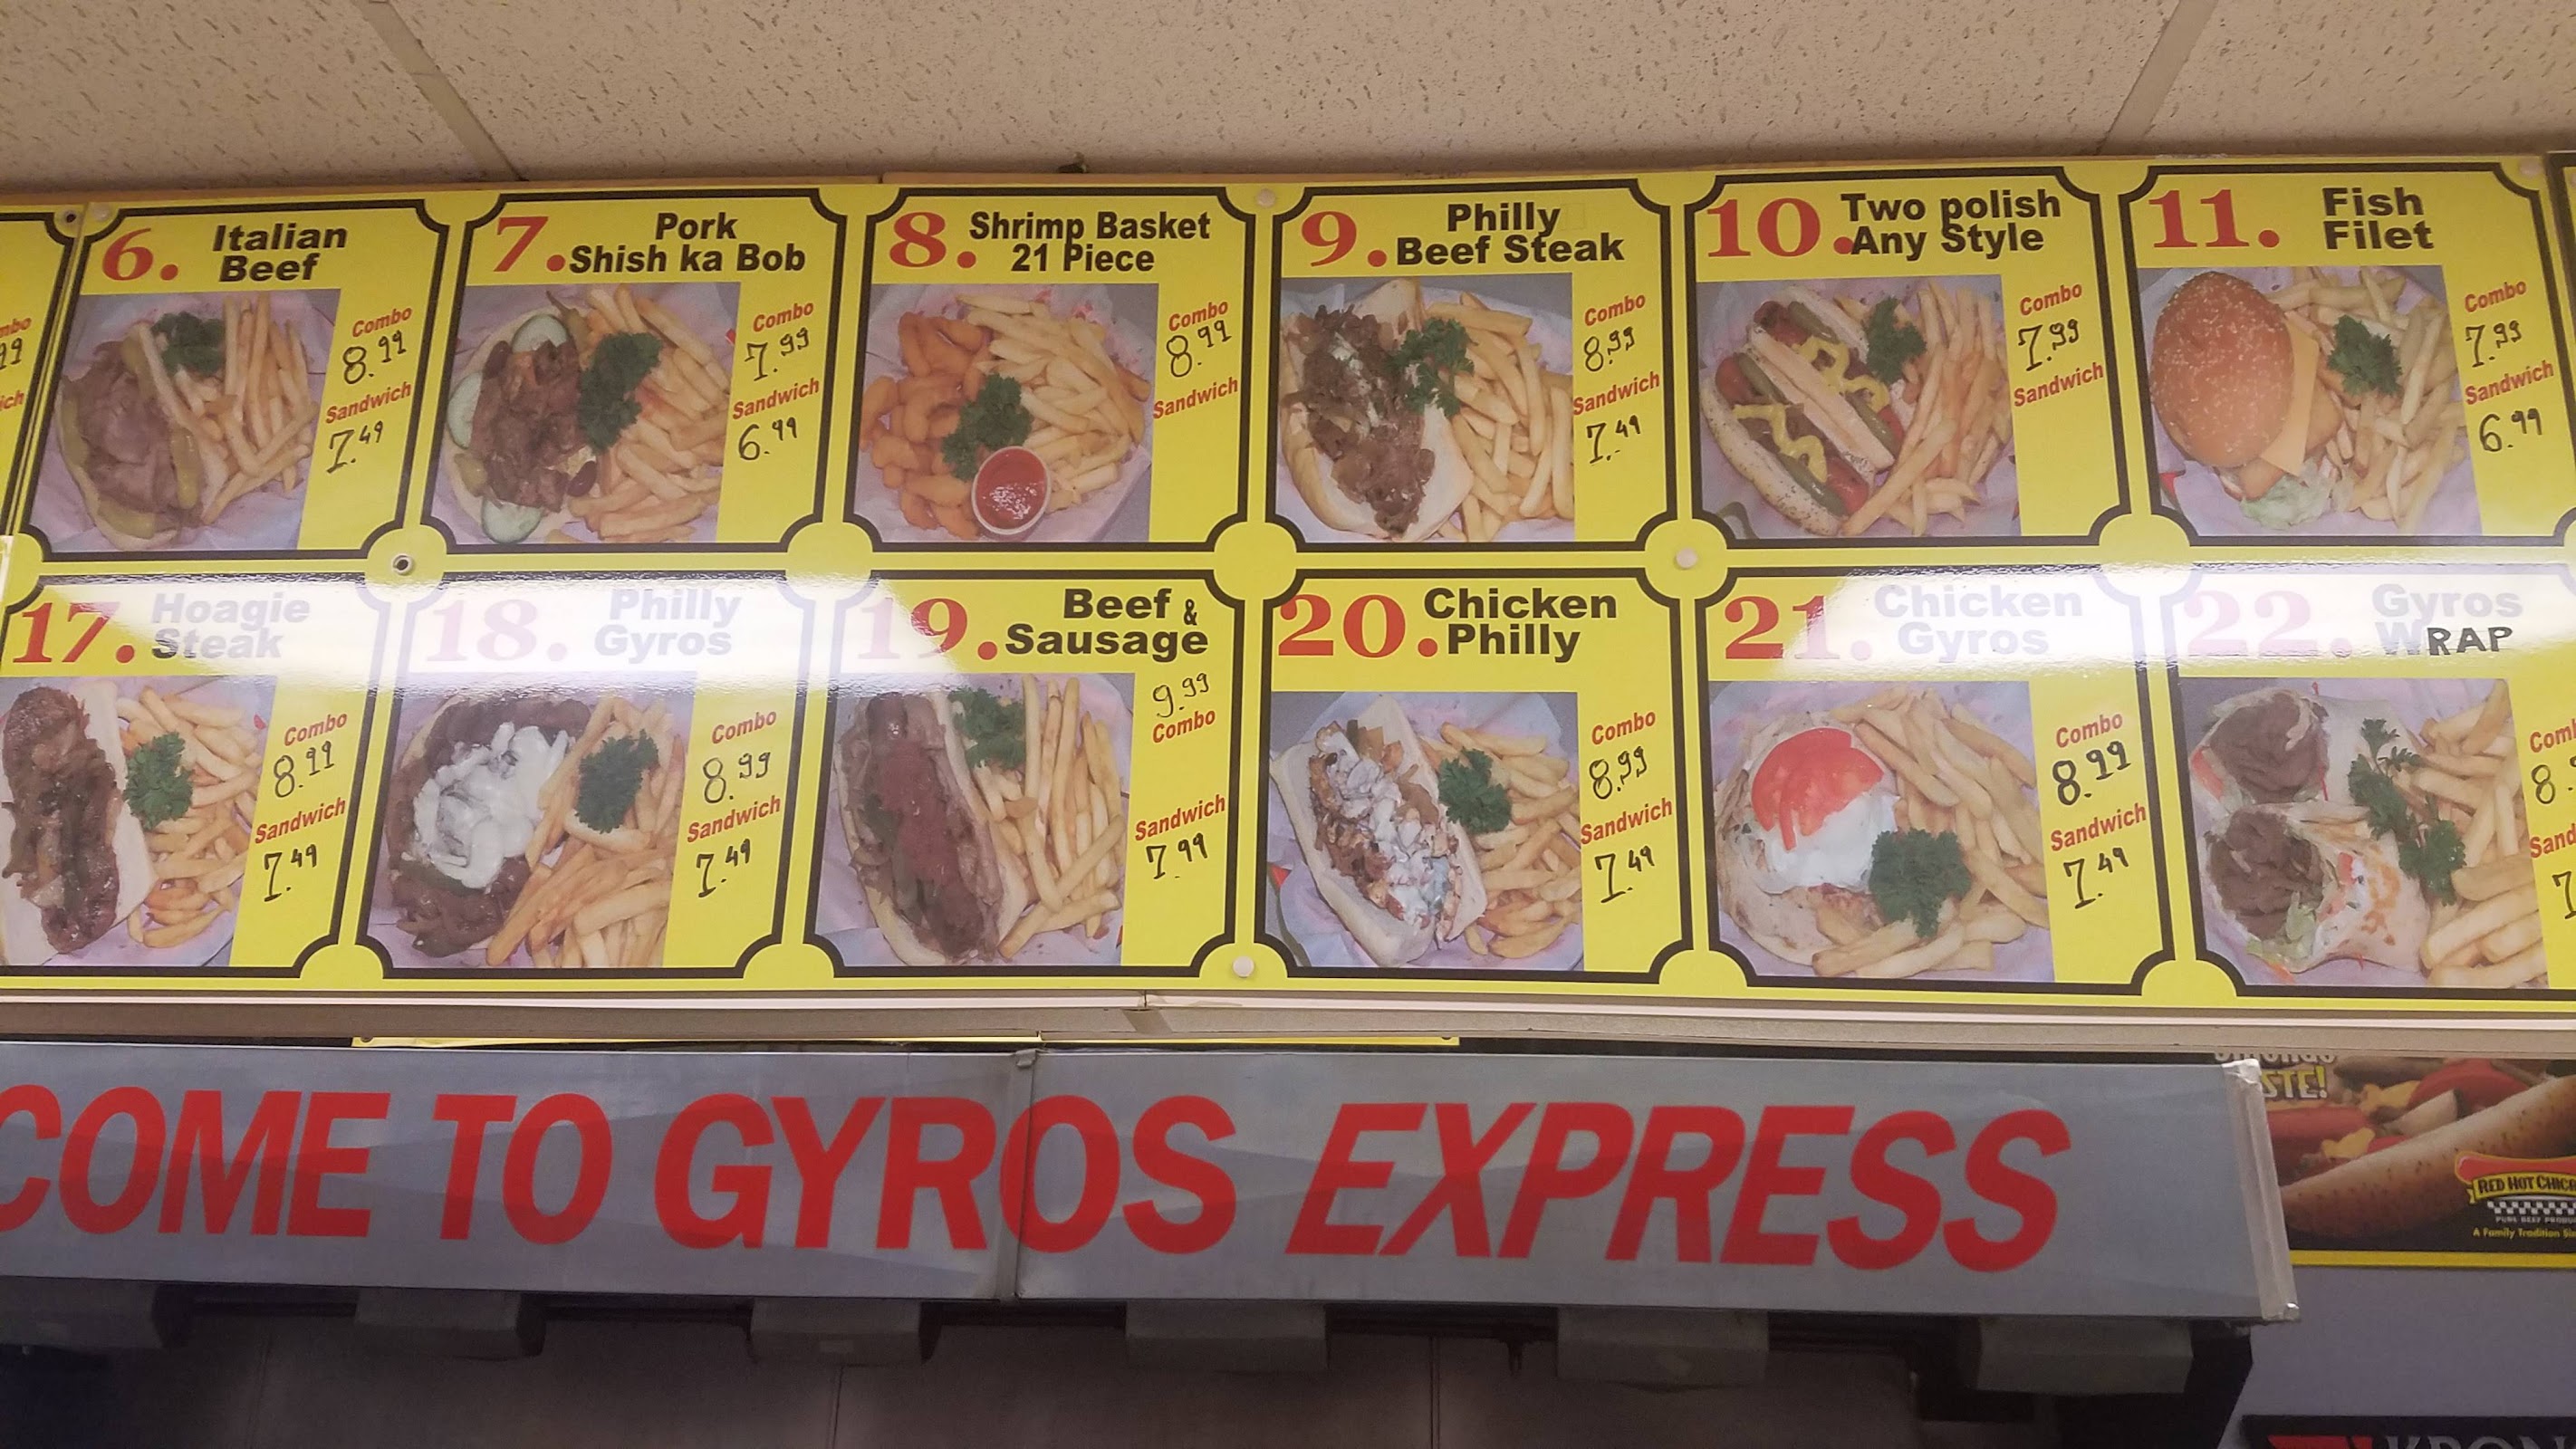 6. Italian
Beef
Combo
8.99
Sandwich
7.49
7. Pork
Shish ka Bob
Combo
7.99
Sandwich
6.99
8. Shrimp Basket
21 Piece
Combo
8.99
Sandwich
9. Philly
Beef Steak
Combo
8.99
Sandwich
7.49
10. Two polish
Any Style
Combo
7.99
Sandwich
11. Fish
Filet
Combo
7.99
Sandwich
6.99
17. Hoagie
Steak
Combo
8.99
Sandwich
7.49
18. Philly
Gyros
Combo
8.99
Sandwich
7.49
19. Beef &
Sausage
9.99
Combo
Sandwich
7.99
20. Chicken
Philly
Combo
8.99
Sandwich
7.49
21. Chicken
Gyros
Combo
8.99
Sandwich
7.49
22. Gyros
WRAP
COME TO GYROS EXPRESS
RED HOT
A Family Tradition